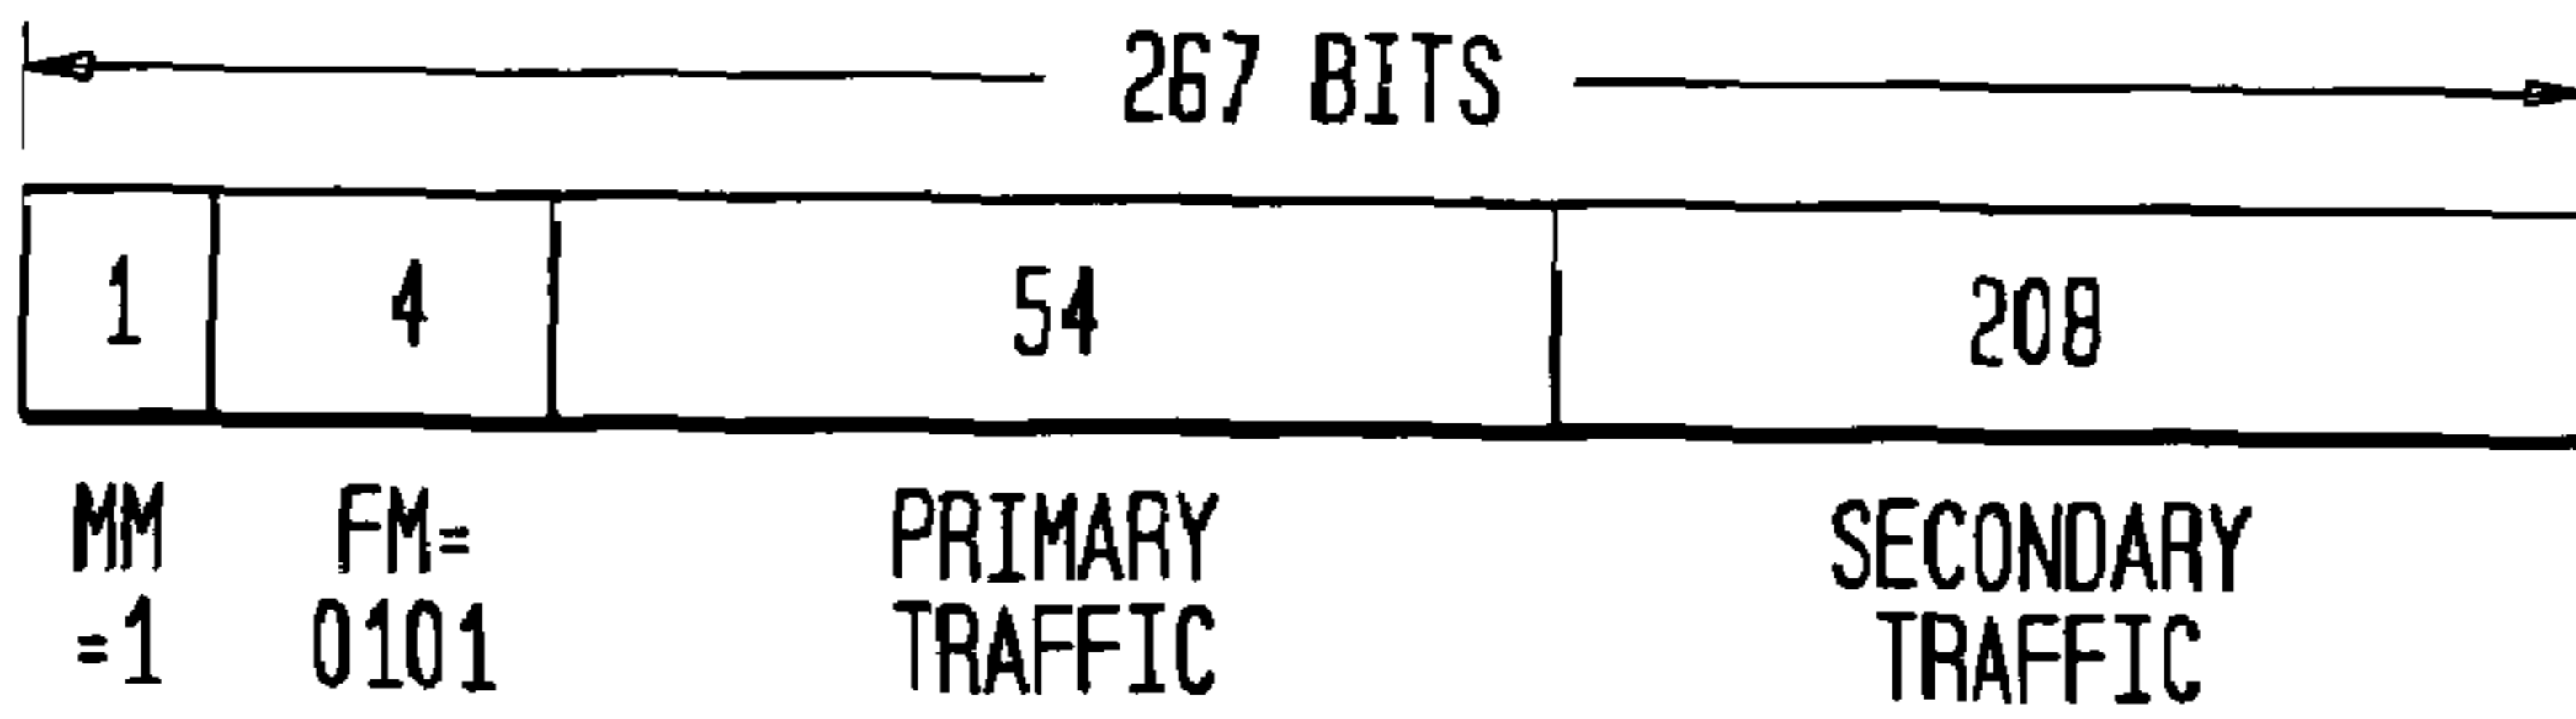 267 BITS
1 4 54 208
MM FM= PRIMARY SECONDARY
=1 0101 TRAFFIC TRAFFIC